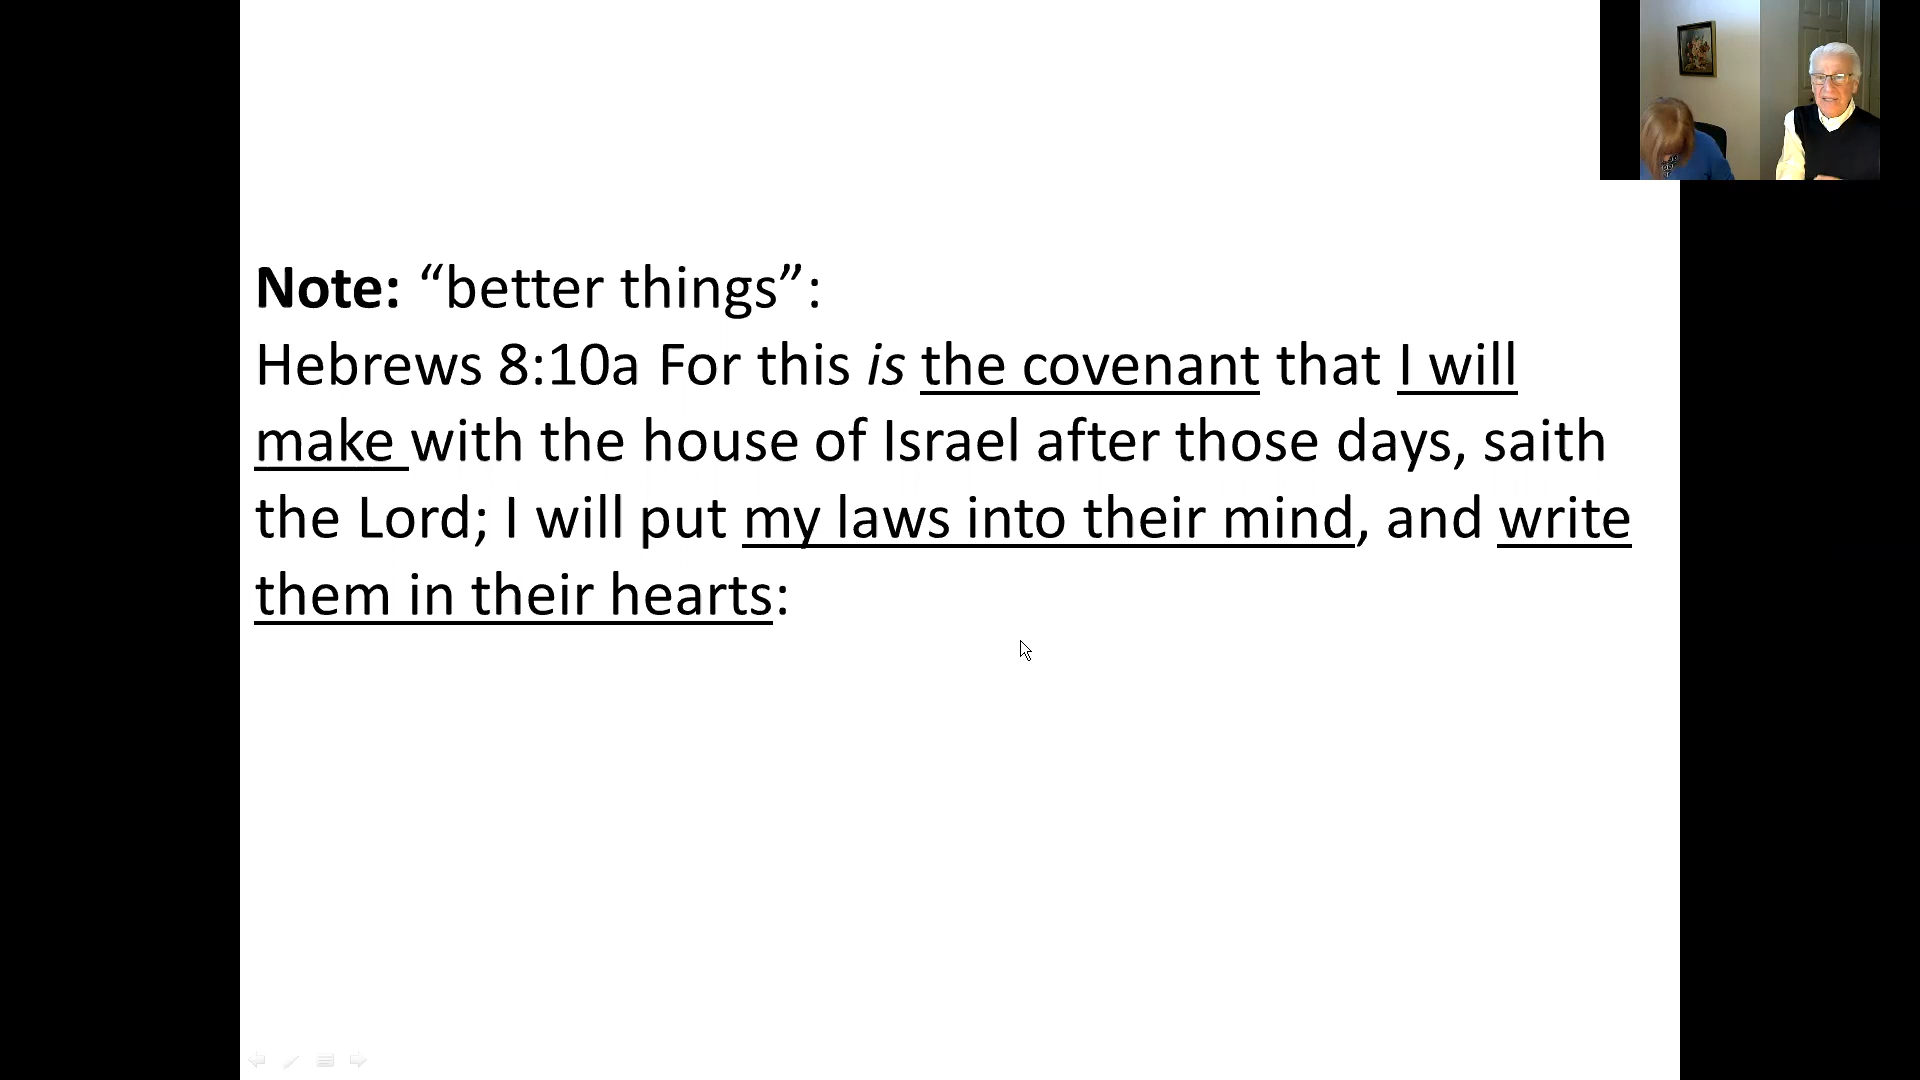 Note: “better things”:
Hebrews 8:10a For this is the covenant that I will
make with the house of Israel after those days, saith
the Lord; I will put my laws into their mind, and write
them in their hearts: